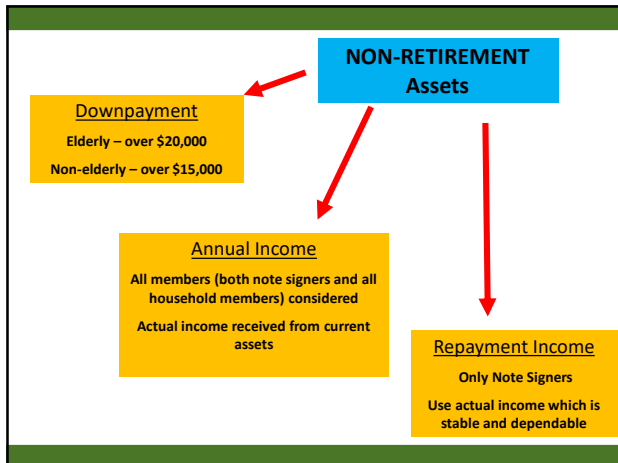 NON-RETIREMENT
Assets
Downpayment
Elderly – over $20,000
Non-elderly – over $15,000
Annual Income
All members (both note signers and all
household members) considered
Actual income received from current
assets
Repayment Income
Only Note Signers
Use actual income which is
stable and dependable